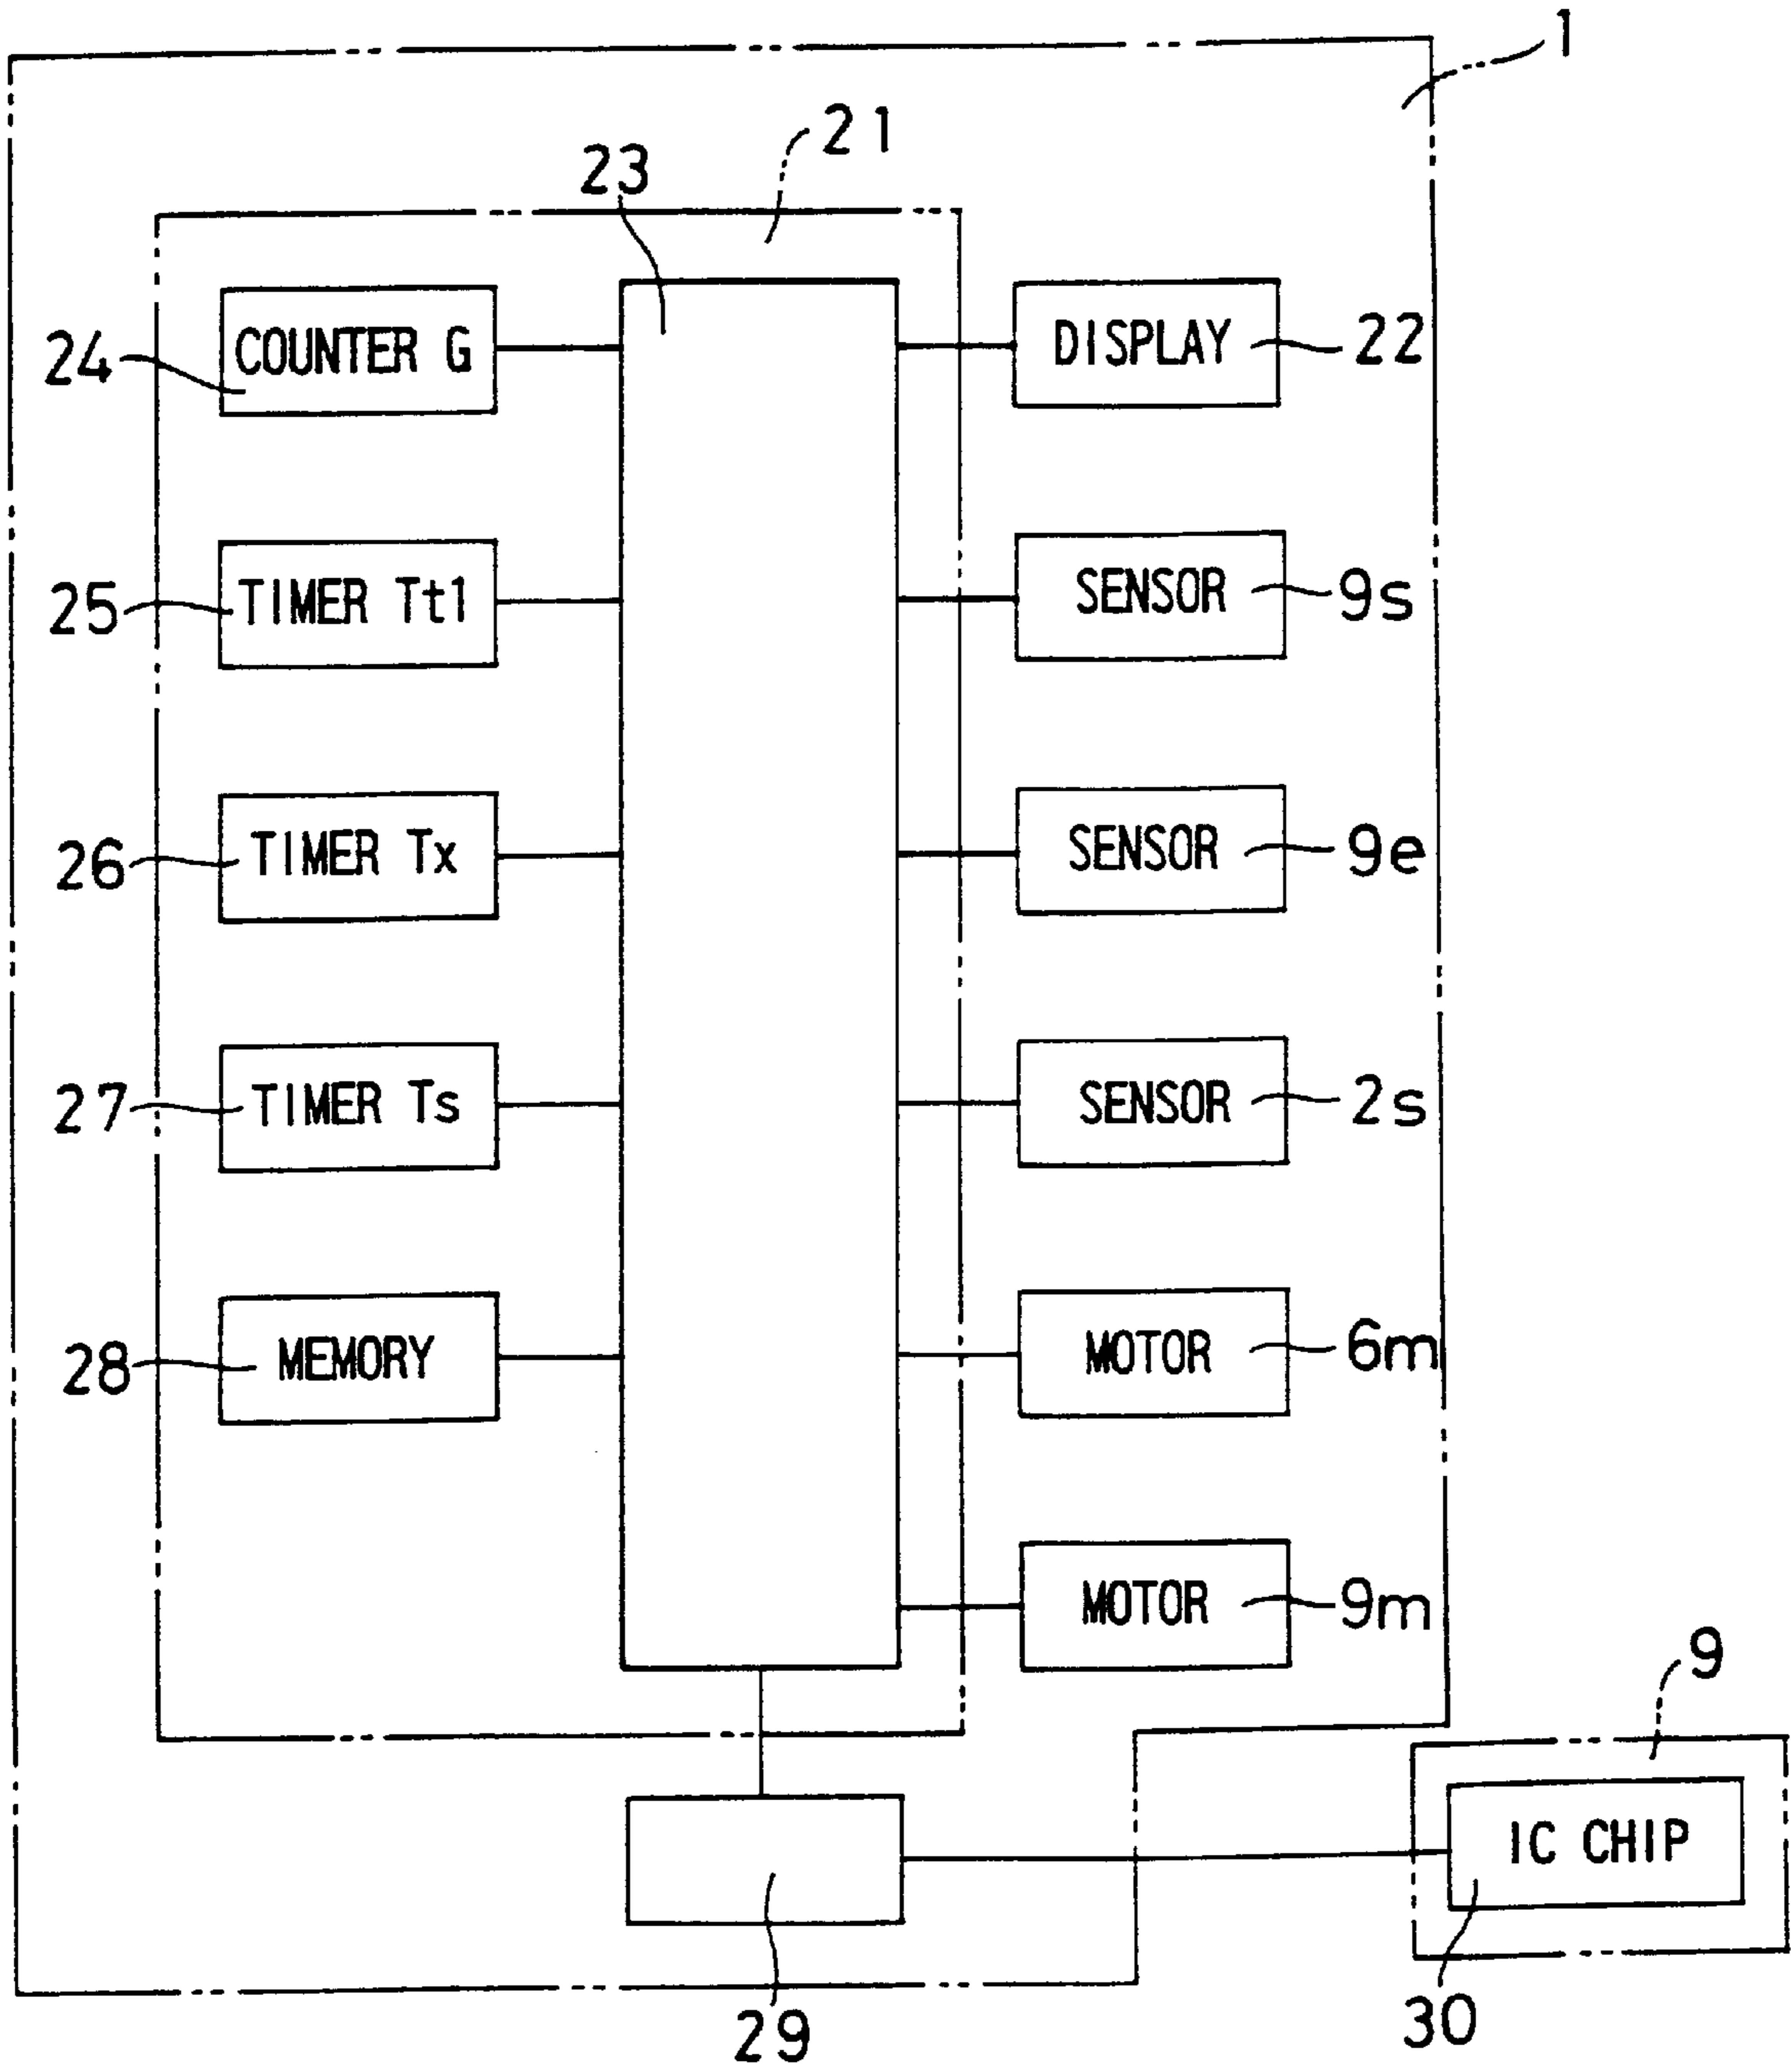 1
21
23
24 COUNTER G
DISPLAY 22
25 TIMER Tt1
SENSOR 9s
26 TIMER Tx
SENSOR 9e
27 TIMER Ts
SENSOR 2s
28 MEMORY
MOTOR 6m
MOTOR 9m
9
IC CHIP
29
30